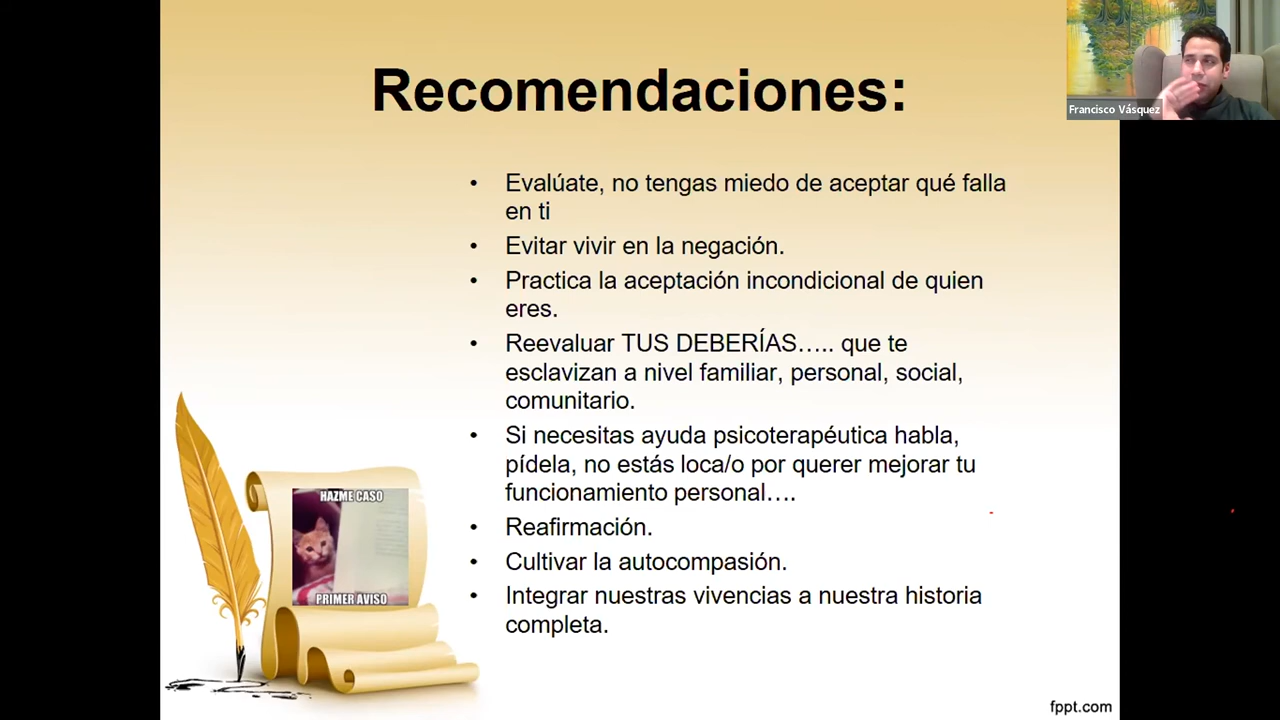 Recomendaciones:
Francisco Vásquez
• Evalúate, no tengas miedo de aceptar qué falla
en ti
• Evitar vivir en la negación.
• Practica la aceptación incondicional de quien
eres.
• Reevaluar TUS DEBERÍAS….. que te
esclavizan a nivel familiar, personal, social,
comunitario.
• Si necesitas ayuda psicoterapéutica habla,
pídela, no estás loca/o por querer mejorar tu
funcionamiento personal….
• Reafirmación.
• Cultivar la autocompasión.
• Integrar nuestras vivencias a nuestra historia
completa.
HAZME CASO
PRIMER AVISO
fppt.com